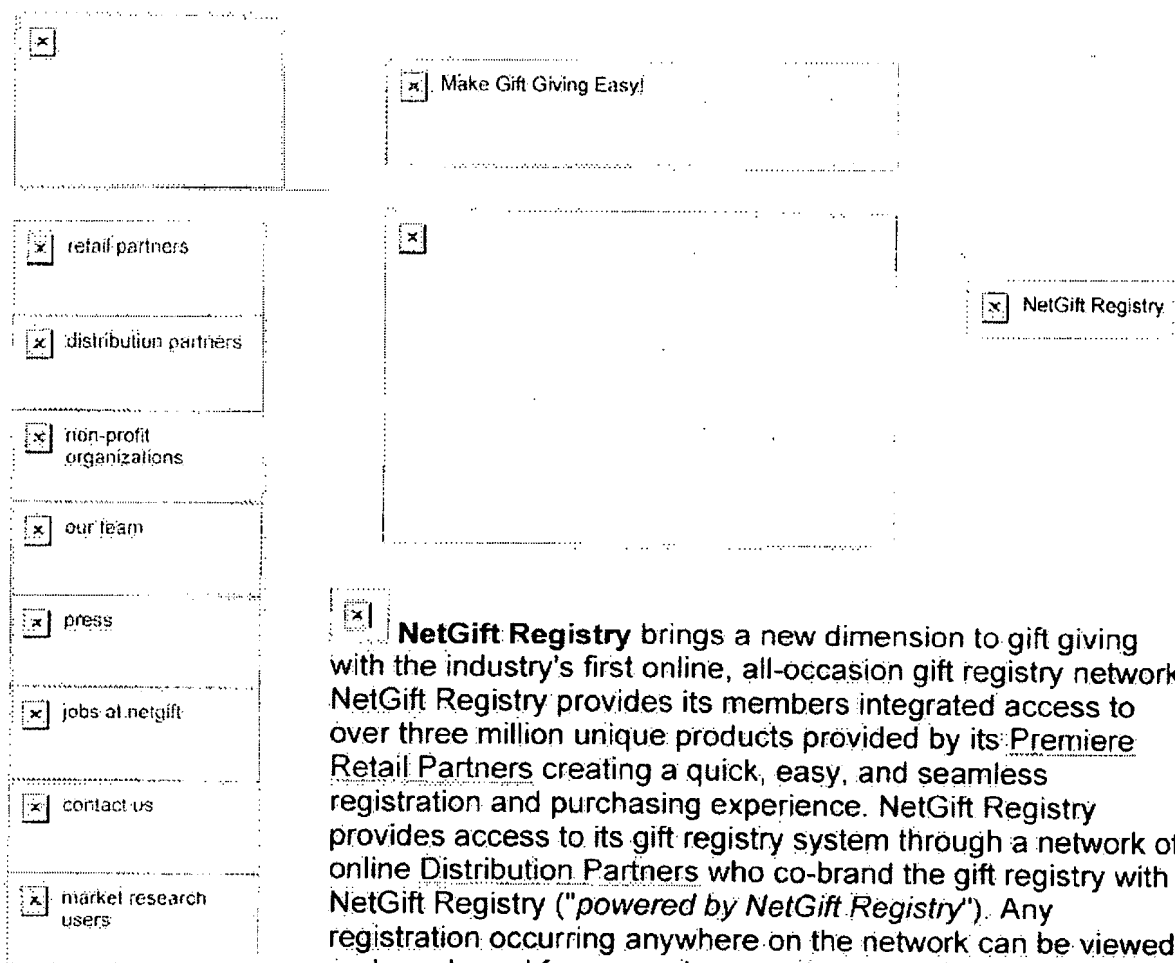 Make Gift Giving Easy!
retail partners
distribution partners
NetGift Registry
non-profit
organizations
our team
press
jobs at netgift
contact us
market research
users
NetGift Registry brings a new dimension to gift giving
with the industry's first online, all-occasion gift registry network
NetGift Registry provides its members integrated access to
over three million unique products provided by its Premiere
Retail Partners creating a quick, easy, and seamless
registration and purchasing experience. NetGift Registry
provides access to its gift registry system through a network of
online Distribution Partners who co-brand the gift registry with
NetGift Registry ("powered by NetGift Registry"). Any
registration occurring anywhere on the network can be viewed